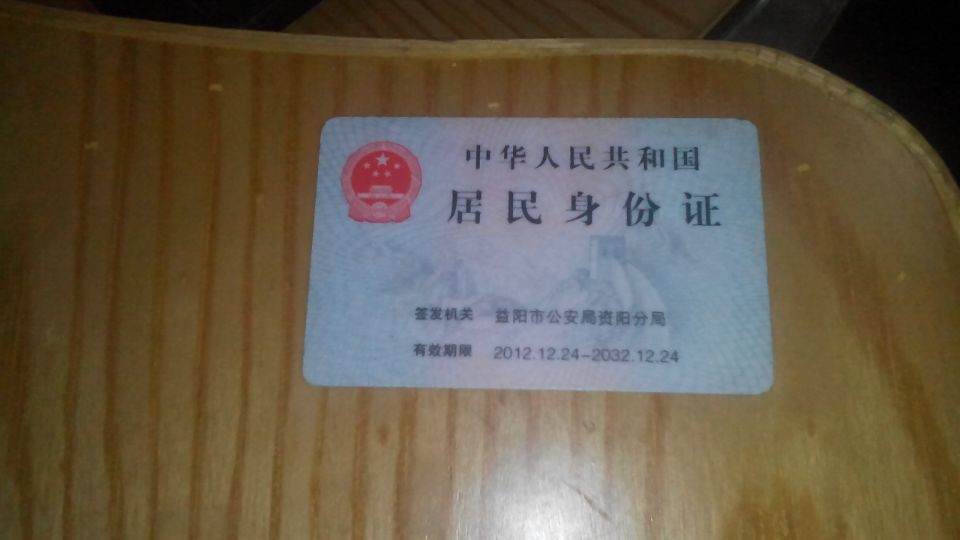 中华人民共和国
居民身份证
签发机关 益阳市公安局资阳分局
有效期限 2012.12.24-2032.12.24